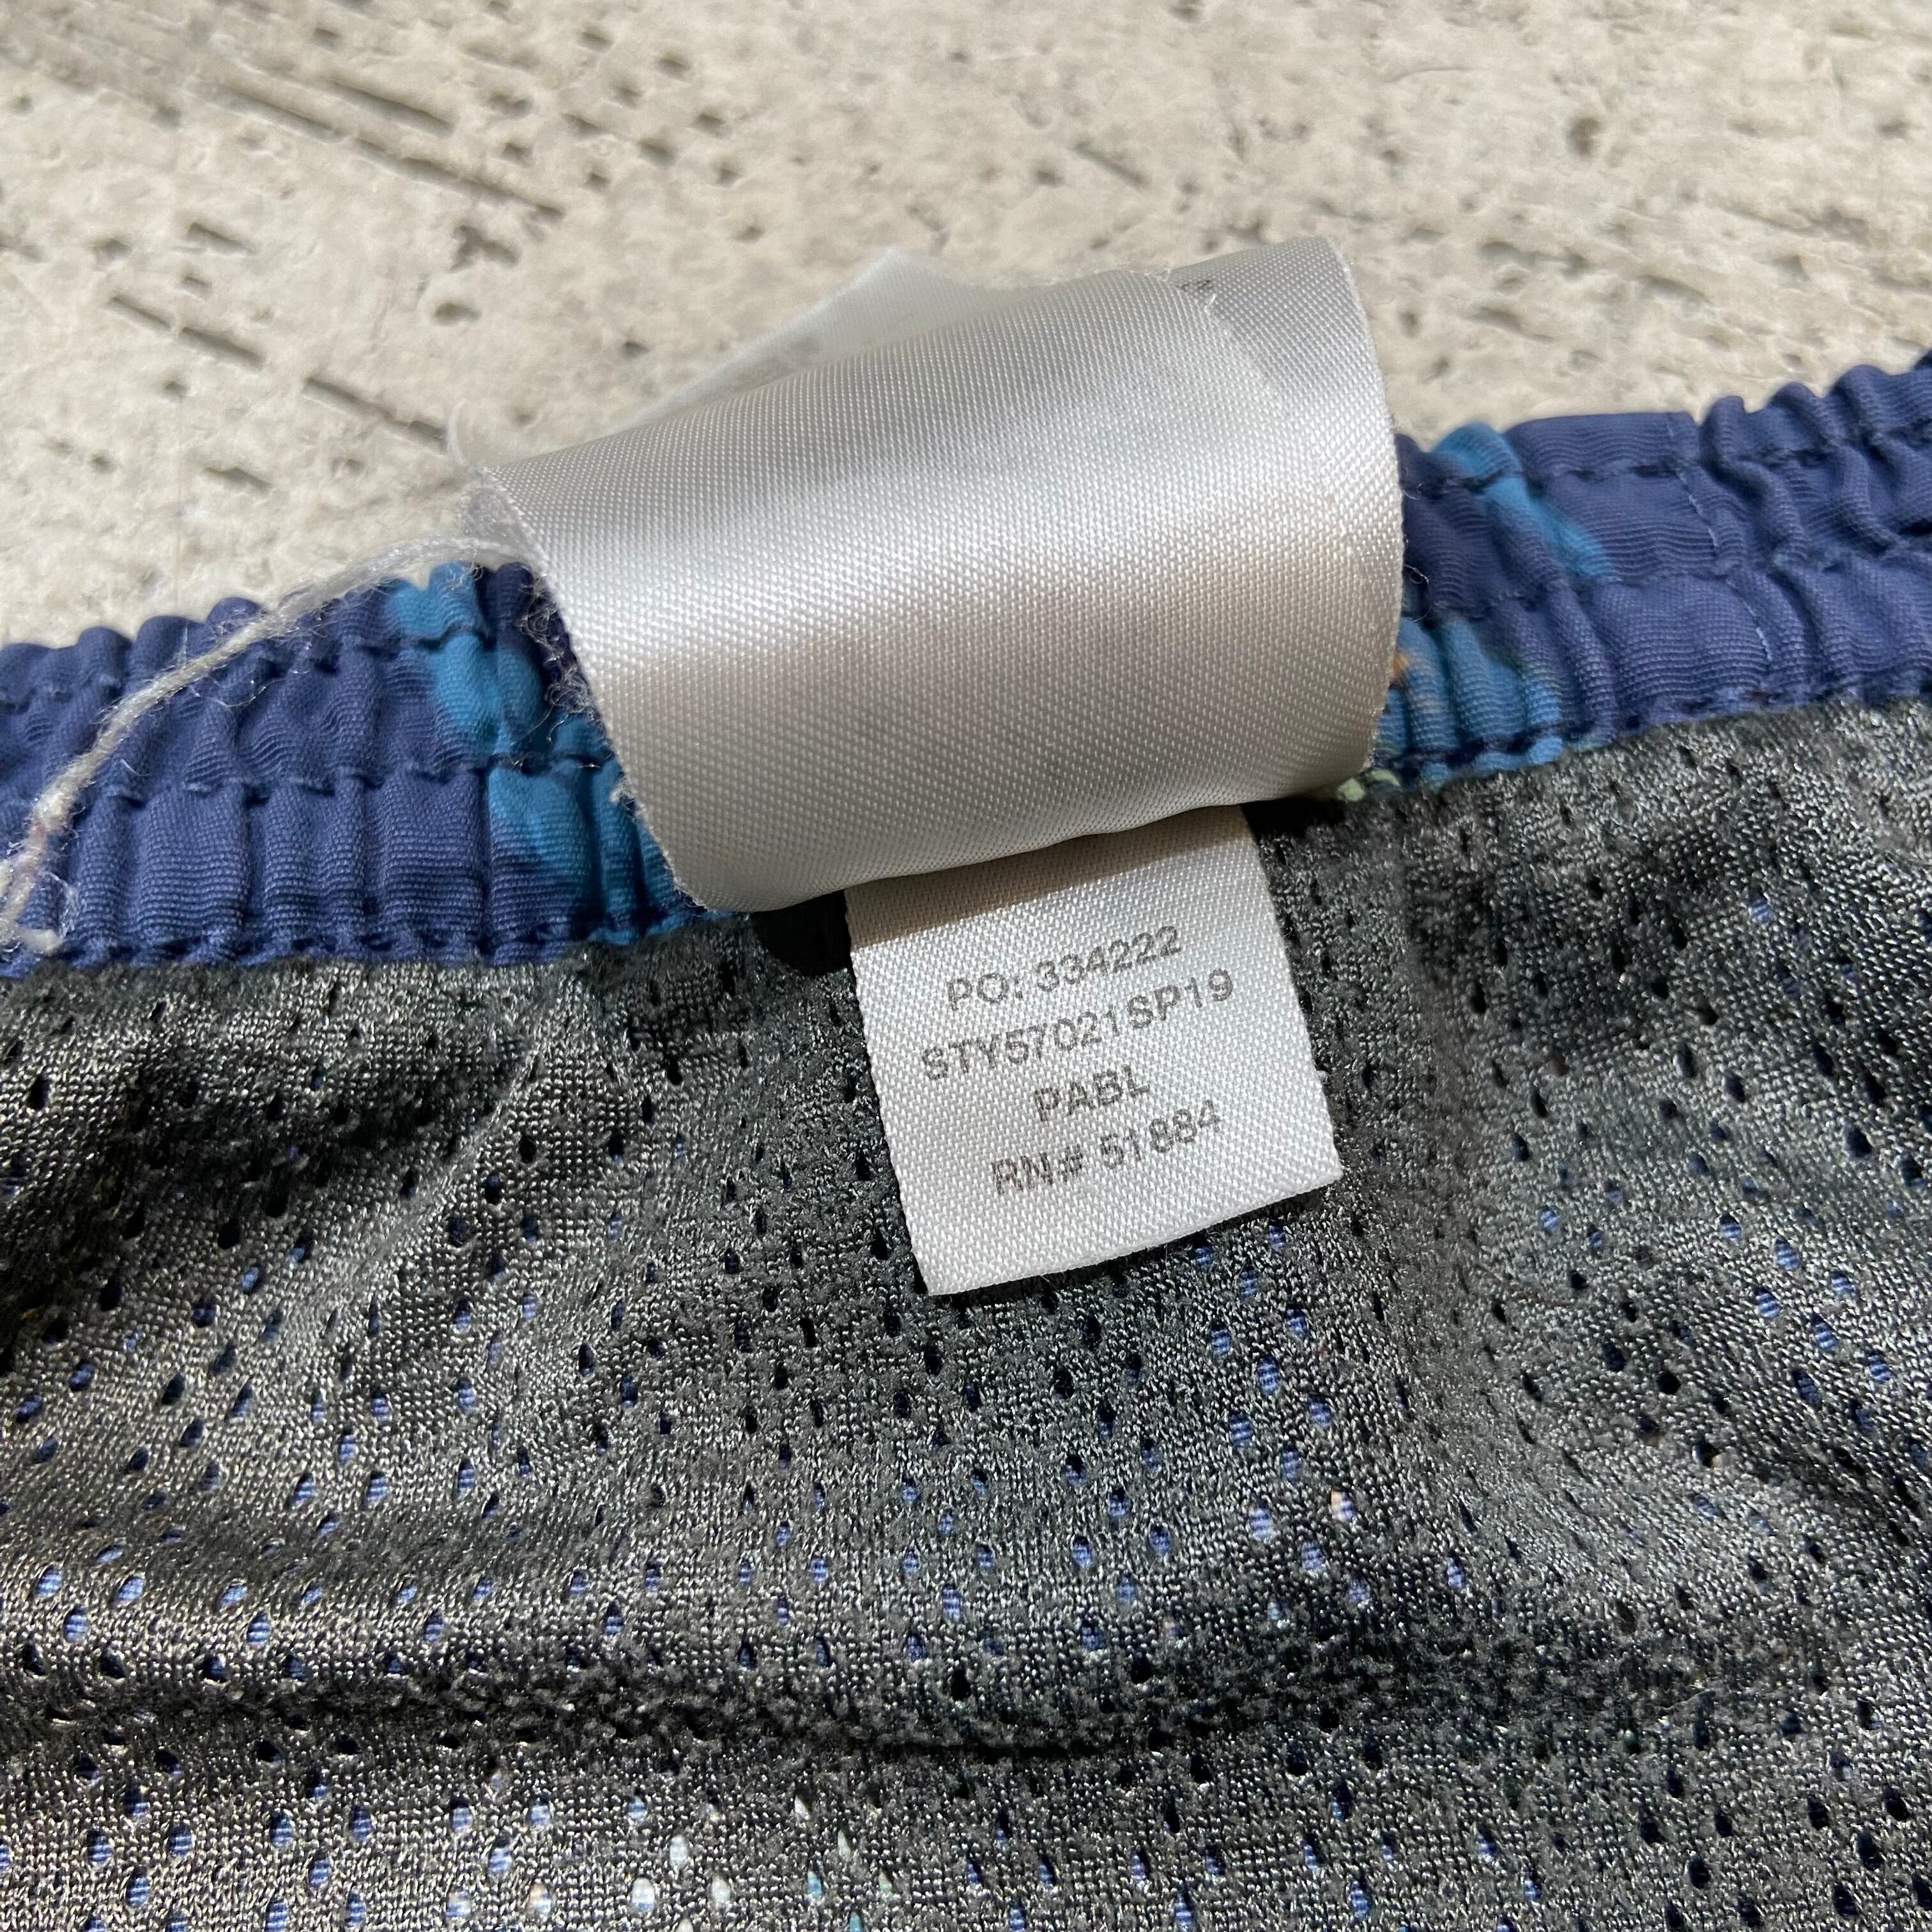 PO: 334222
STY57021SP19
PABL
RN# 51884